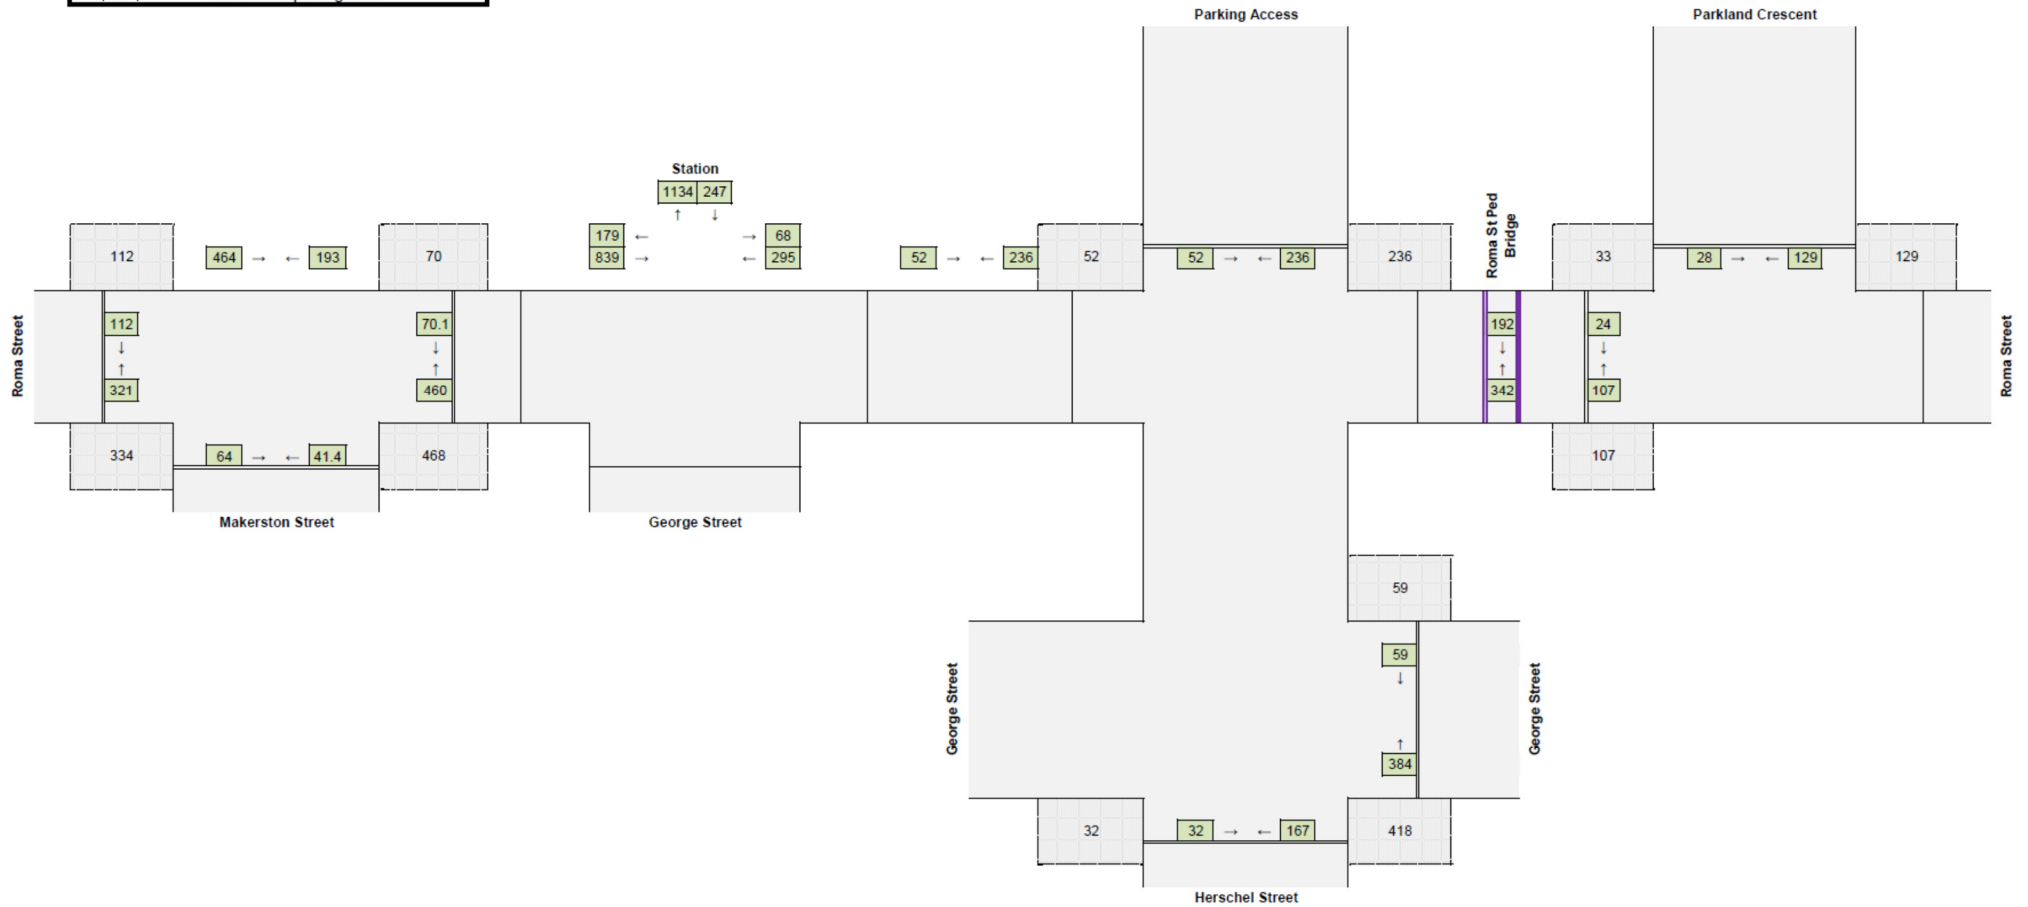 Parking Access
Parkland Crescent
Station
1134 247
↑ ↓
179 ← → 68
839 → ← 295
112
464 → ← 193
70
52 → ← 236
52
52 → ← 236
236
Roma St Ped
Bridge
33
28 → ← 129
129
Roma Street
112
↓
↑
321
70.1
↓
↑
460
192
↓
↑
342
24
↓
↑
107
Roma Street
334
64 → ← 41.4
468
107
Makerston Street
George Street
59
George Street
59
↓
↑
384
George Street
32
32 → ← 167
418
Herschel Street